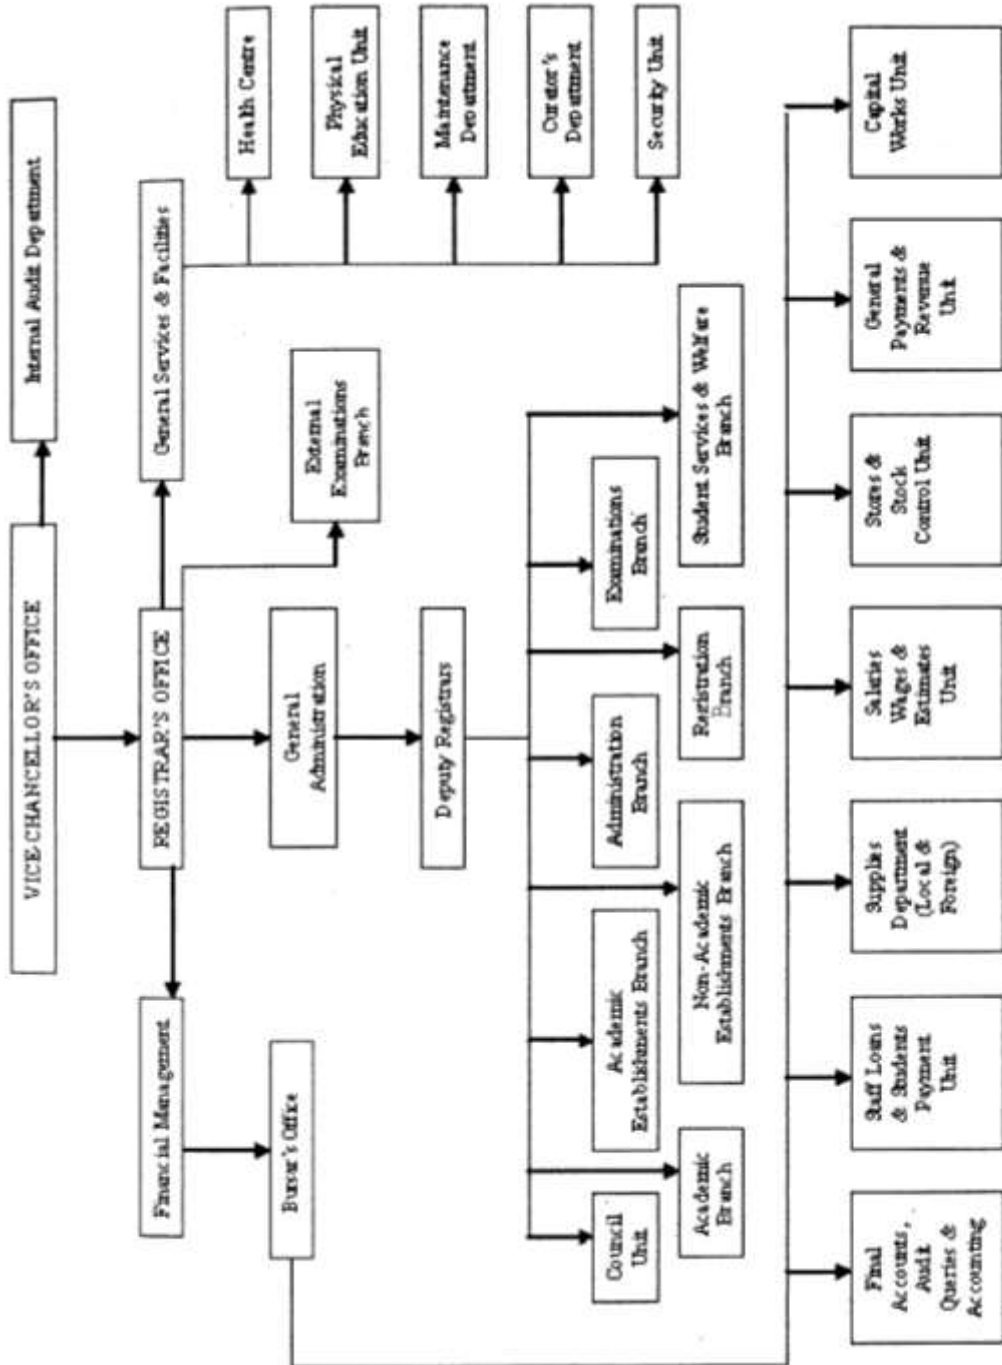 VICE CHANCELLOR'S OFFICE
Internal Audit Department
Financial Management
REGISTRAR'S OFFICE
General Services & Facilities
Bursar's Office
General
Administration
External
Examinations
Branch
Health Centre
Physical
Education Unit
Maintenance
Department
Curator's
Department
Security Unit
Deputy Registrars
Council
Unit
Academic
Establishments Branch
Administration
Branch
Examinations
Branch
Academic
Branch
Non-Academic
Establishments Branch
Registration
Branch
Student Services & Welfare
Branch
Final
Accounts,
Audit
Queries &
Accounting
Staff Loans
& Students
Payment
Unit
Supplies
Department
(Local &
Foreign)
Salaries
Wages &
Estimates
Unit
Stores &
Stock
Control Unit
General
Payments &
Revenue
Unit
Capital
Works Unit